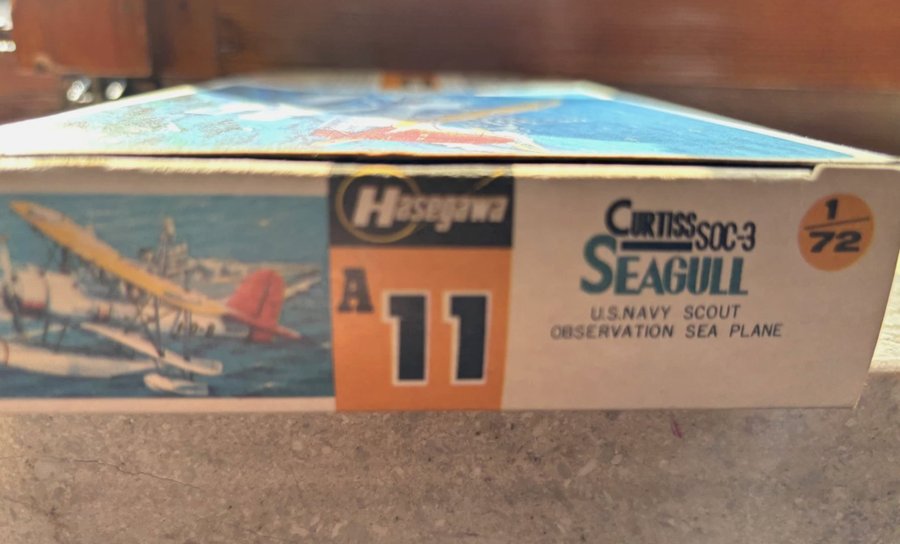 Hasegawa
A
11
CURTISS SOC-3
SEAGULL
U.S.NAVY SCOUT
OBSERVATION SEA PLANE
1/72